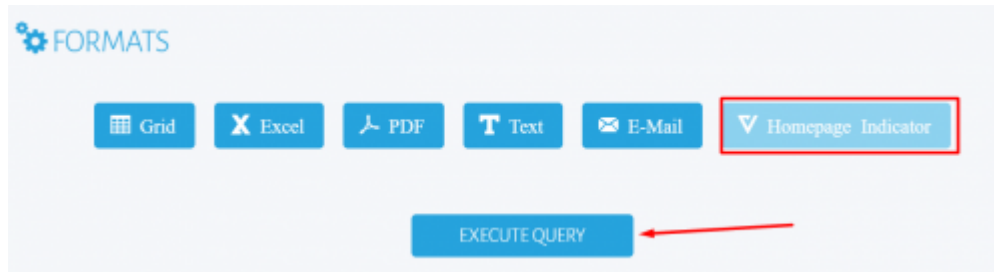 FORMATS
Grid Excel PDF Text E-Mail Homepage Indicator
EXECUTE QUERY